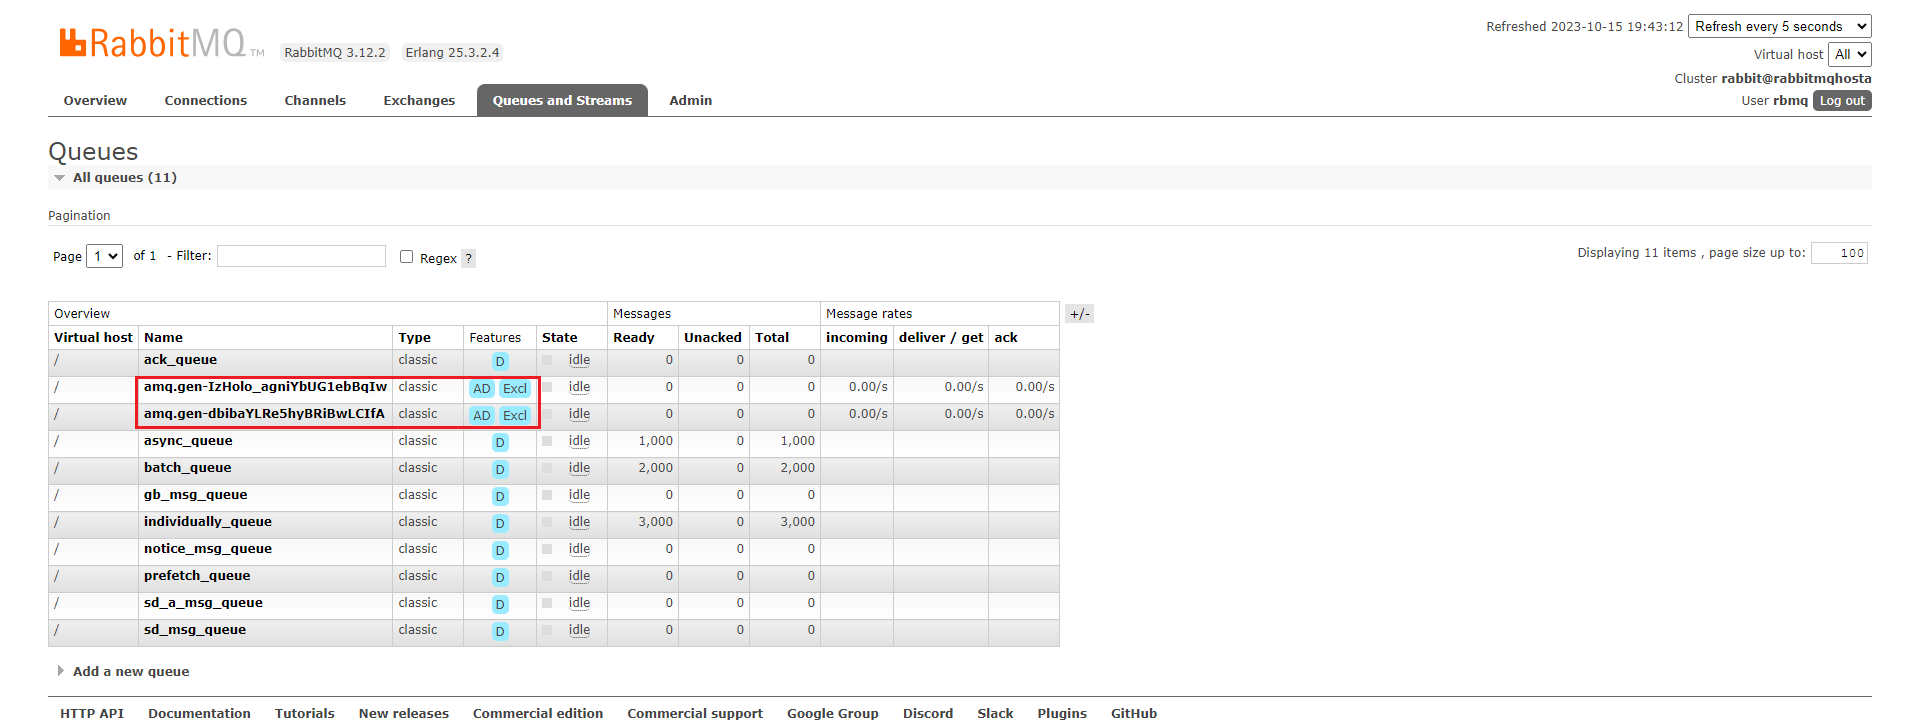 RabbitMQ TM RabbitMQ 3.12.2 Erlang 25.3.2.4
Refreshed 2023-10-15 19:43:12 Refresh every 5 seconds
Virtual host All
Cluster rabbit@rabbitmqhosta
User rbmq Log out
Overview Connections Channels Exchanges Queues and Streams Admin
Queues
All queues (11)
Pagination
Page 1 of 1 - Filter: Regex ? Displaying 11 items , page size up to: 100
Overview Messages Message rates +/-
Virtual host Name Type Features State Ready Unacked Total incoming deliver / get ack
/ ack_queue classic D idle 0 0 0
/ amq.gen-IzHolo_agniYbUG1ebBqIw classic AD Excl idle 0 0 0 0.00/s 0.00/s 0.00/s
/ amq.gen-dbibaYLRe5hyBRiBwLCIfA classic AD Excl idle 0 0 0 0.00/s 0.00/s 0.00/s
/ async_queue classic D idle 1,000 0 1,000
/ batch_queue classic D idle 2,000 0 2,000
/ gb_msg_queue classic D idle 0 0 0
/ individually_queue classic D idle 3,000 0 3,000
/ notice_msg_queue classic D idle 0 0 0
/ prefetch_queue classic D idle 0 0 0
/ sd_a_msg_queue classic D idle 0 0 0
/ sd_msg_queue classic D idle 0 0 0
Add a new queue
HTTP API Documentation Tutorials New releases Commercial edition Commercial support Google Group Discord Slack Plugins GitHub